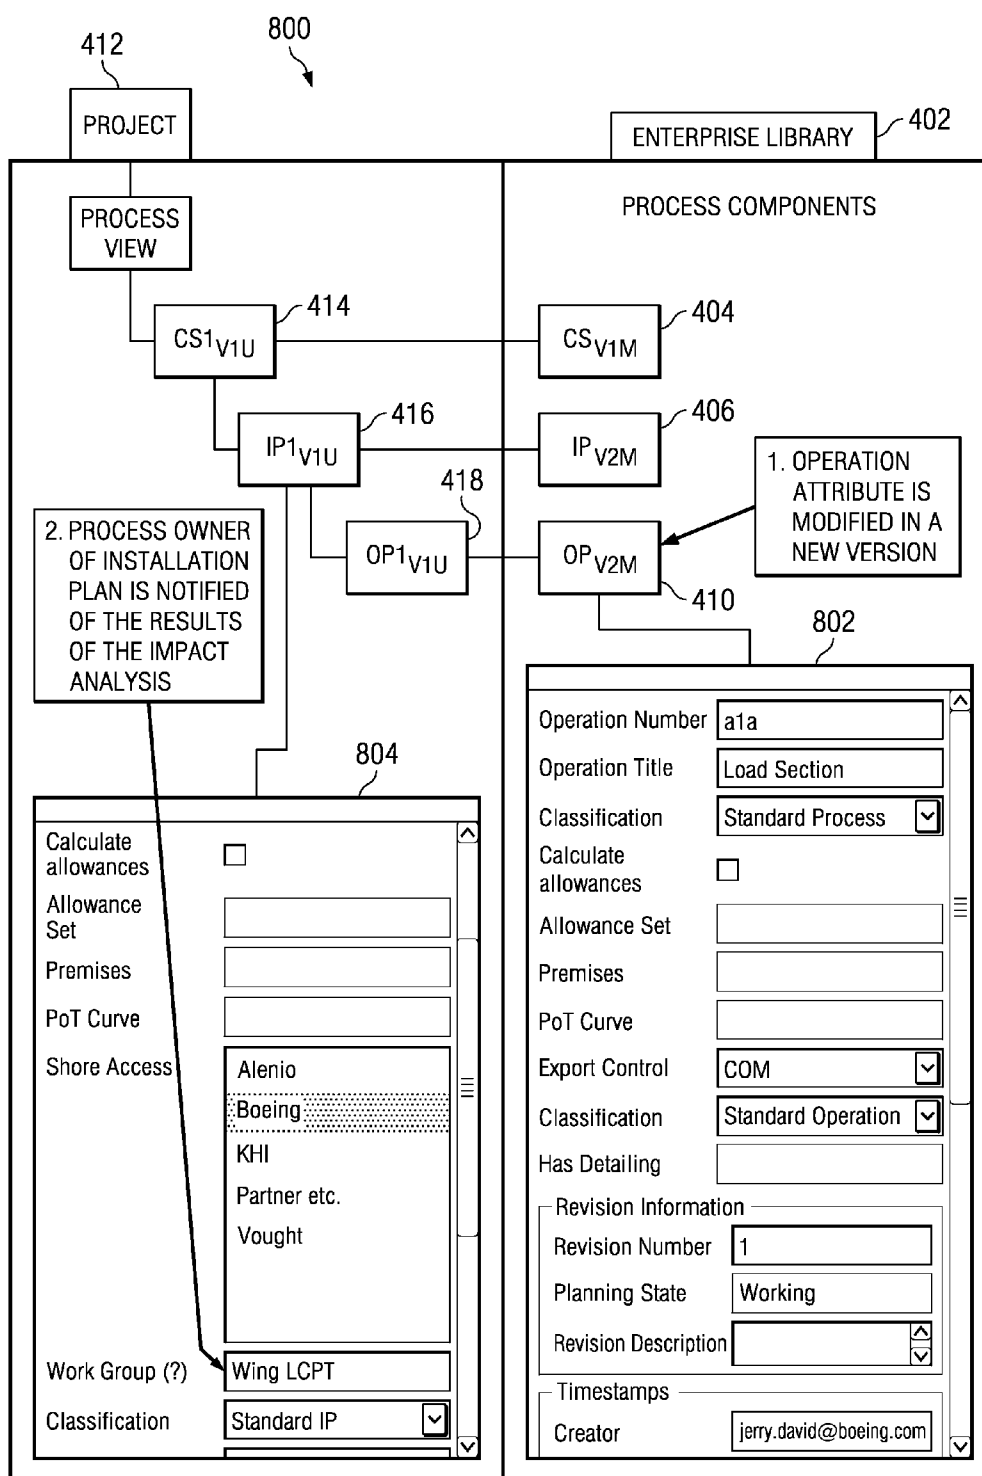 800
412
PROJECT
402
ENTERPRISE LIBRARY
PROCESS
VIEW
PROCESS COMPONENTS
414
CS1V1U
404
CSV1M
416
IP1V1U
406
IPV2M
418
OP1V1U
OPV2M
410
1. OPERATION
ATTRIBUTE IS
MODIFIED IN A
NEW VERSION
2. PROCESS OWNER
OF INSTALLATION
PLAN IS NOTIFIED
OF THE RESULTS
OF THE IMPACT
ANALYSIS
802
Operation Number a1a
Operation Title Load Section
Classification Standard Process
Calculate
allowances
Allowance Set
Premises
PoT Curve
Export Control COM
Classification Standard Operation
Has Detailing
Revision Information
Revision Number 1
Planning State Working
Revision Description
Timestamps
Creator jerry.david@boeing.com
804
Calculate
allowances
Allowance
Set
Premises
PoT Curve
Shore Access Alenio
Boeing
KHI
Partner etc.
Vought
Work Group (?) Wing LCPT
Classification Standard IP